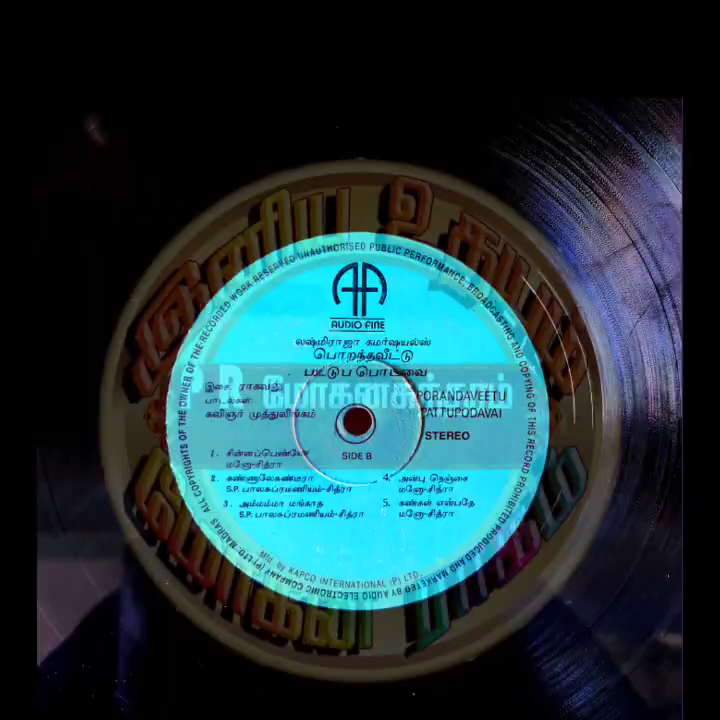 ALL COPYRIGHTS OF THE OWNER OF THE RECORDED WORK RESERVED UNAUTHORISED PUBLIC PERFORMANCE. BROADCASTING AND COPYING OF THIS RECORD PROHIBITED
PRODUCED AND MARKETED BY AUDIO ELECTRONIC COMPANY (P) LTD. MADRAS
AUDIO FINE
லஷ்மிராஜா கமர்ஷியல்ஸ்
பொறந்தவீட்டு
பட்டுப் பொடவை
இசை ராகவலு
பாடல்கள்
கவிஞர் முத்துலிங்கம்
PORANDAVEETU
PATTUPODAVAI
STEREO
SIDE B
1. சின்னப்பெண்ணே
மனோ-சித்ரா
2. கண்ணாலே
S.P. பாலசுப்ரமணியம்-சித்ரா
3. அம்மம்மா மங்காத
S.P. பாலசுப்ரமணியம்-சித்ரா
4. அன்பு நெஞ்சை
மனோ-சித்ரா
5. கண்கள் என்பதே
மனோ-சித்ரா
Mfd. by KAPCO INTERNATIONAL (P) LTD.